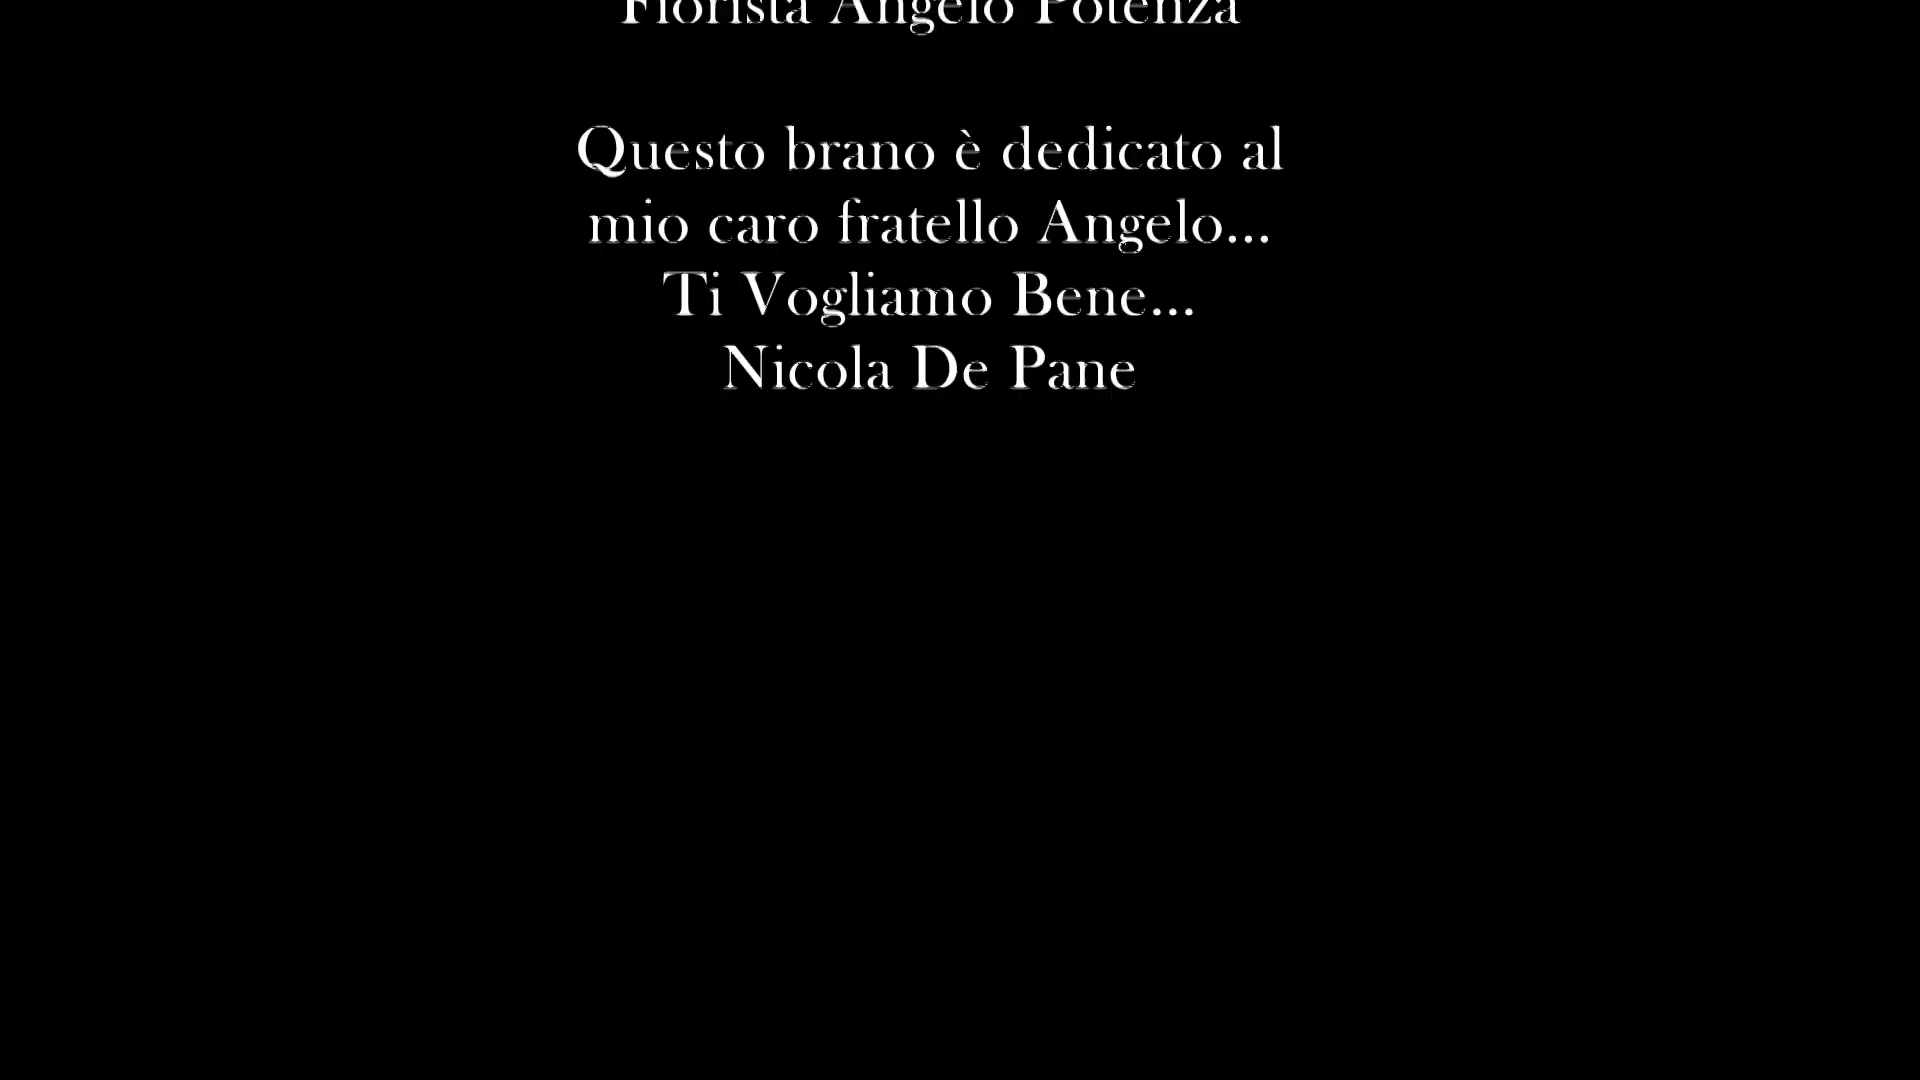 Fiorista Angelo Potenza
Questo brano è dedicato al
mio caro fratello Angelo...
Ti Vogliamo Bene...
Nicola De Pane